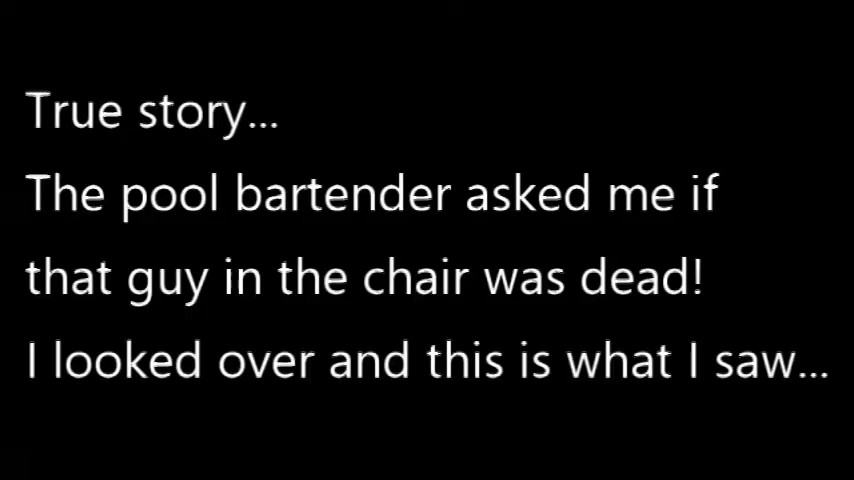 True story...
The pool bartender asked me if
that guy in the chair was dead!
I looked over and this is what I saw...